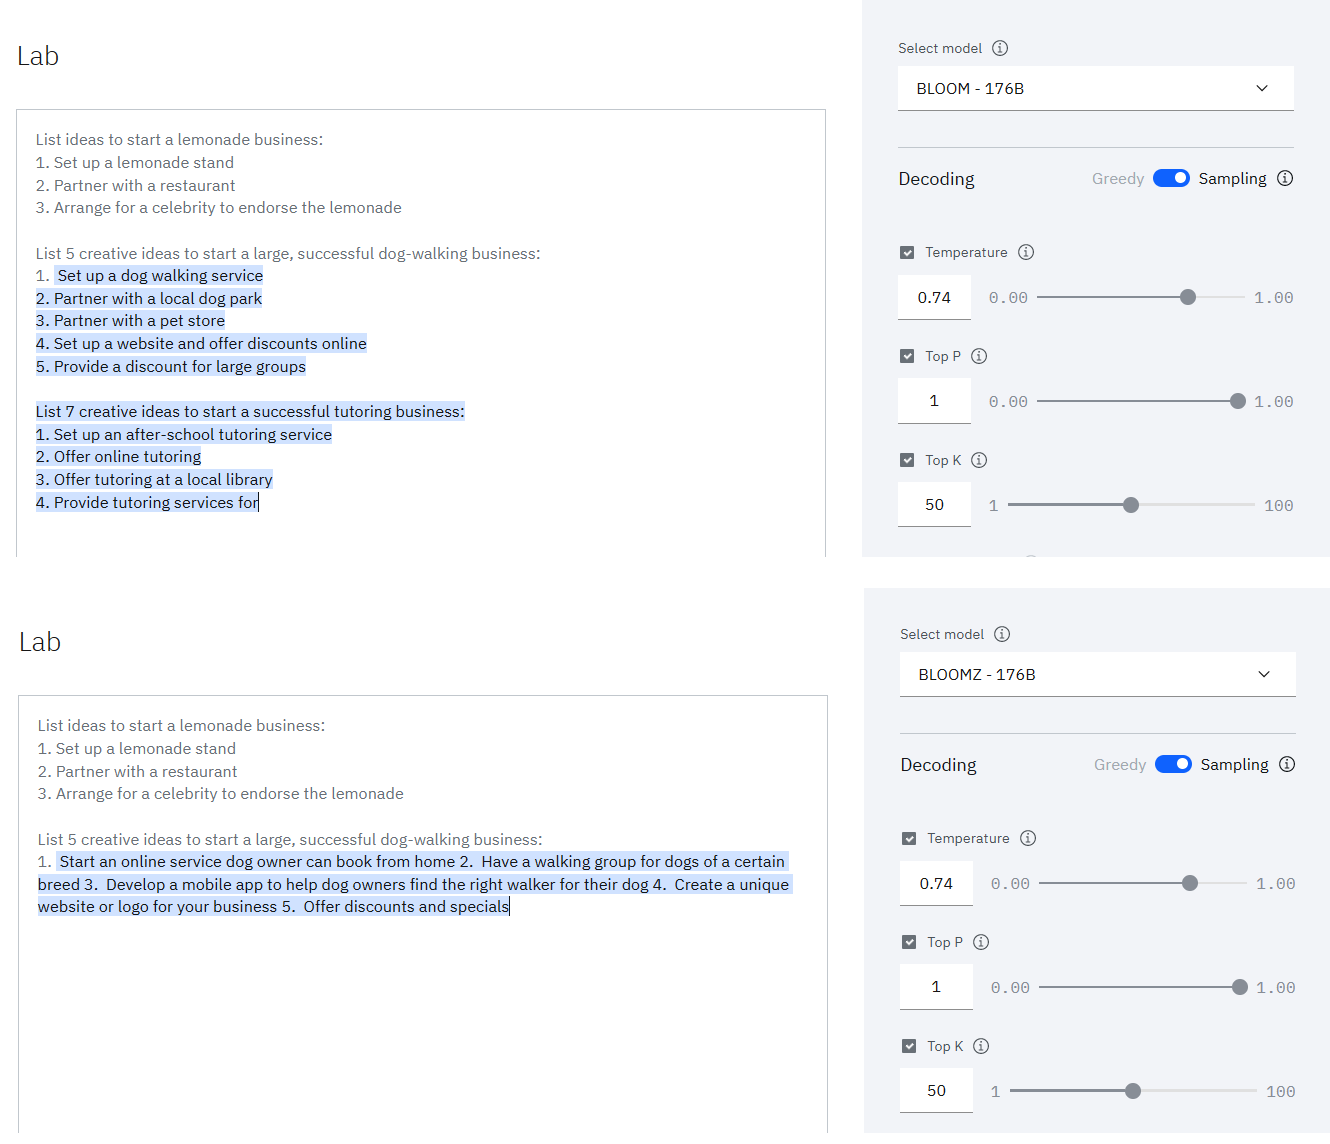 Lab
List ideas to start a lemonade business:
1. Set up a lemonade stand
2. Partner with a restaurant
3. Arrange for a celebrity to endorse the lemonade
List 5 creative ideas to start a large, successful dog-walking business:
1.  Set up a dog walking service
2. Partner with a local dog park
3. Partner with a pet store
4. Set up a website and offer discounts online
5. Provide a discount for large groups
List 7 creative ideas to start a successful tutoring business:
1. Set up an after-school tutoring service
2. Offer online tutoring
3. Offer tutoring at a local library
4. Provide tutoring services for
Select model
BLOOM - 176B
Decoding Greedy Sampling
Temperature
0.74 0.00 1.00
Top P
1 0.00 1.00
Top K
50 1 100
Lab
List ideas to start a lemonade business:
1. Set up a lemonade stand
2. Partner with a restaurant
3. Arrange for a celebrity to endorse the lemonade
List 5 creative ideas to start a large, successful dog-walking business:
1.  Start an online service dog owner can book from home 2.  Have a walking group for dogs of a certain
breed 3.  Develop a mobile app to help dog owners find the right walker for their dog 4.  Create a unique
website or logo for your business 5.  Offer discounts and specials
Select model
BLOOMZ - 176B
Decoding Greedy Sampling
Temperature
0.74 0.00 1.00
Top P
1 0.00 1.00
Top K
50 1 100